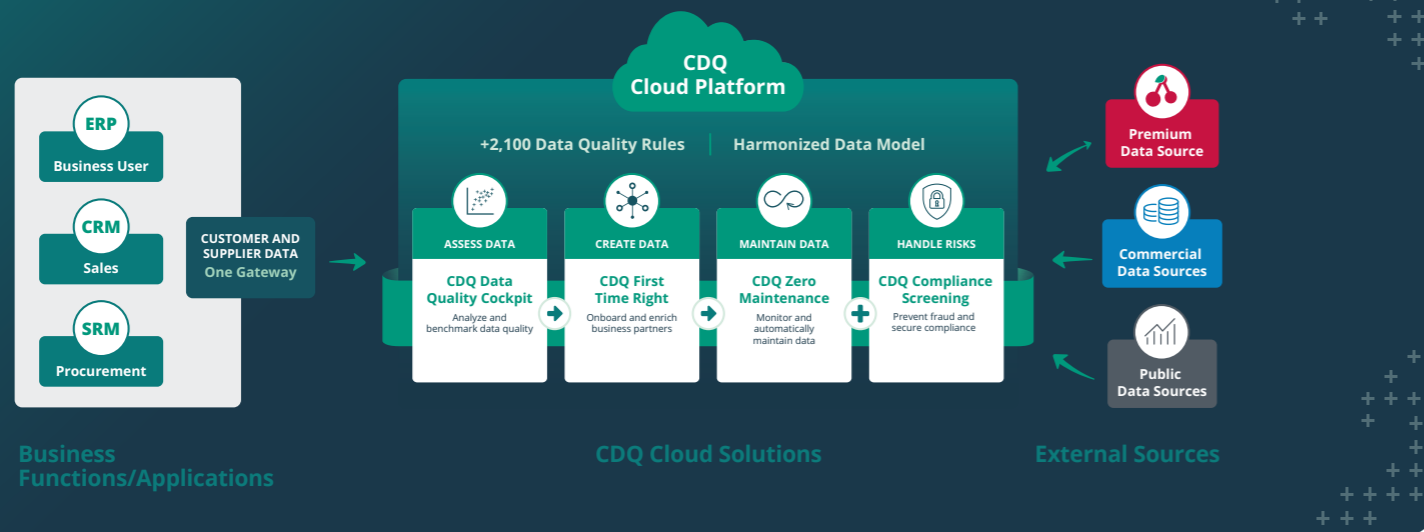 CDQ
Cloud Platform
+2,100 Data Quality Rules
Harmonized Data Model
ERP
Business User
CRM
Sales
SRM
Procurement
CUSTOMER AND
SUPPLIER DATA
One Gateway
ASSESS DATA
CDQ Data
Quality Cockpit
Analyze and
benchmark data quality
CREATE DATA
CDQ First
Time Right
Onboard and enrich
business partners
MAINTAIN DATA
CDQ Zero
Maintenance
Monitor and
automatically
maintain data
HANDLE RISKS
CDQ Compliance
Screening
Prevent fraud and
secure compliance
Premium
Data Source
Commercial
Data Sources
Public
Data Sources
Business
Functions/Applications
CDQ Cloud Solutions
External Sources